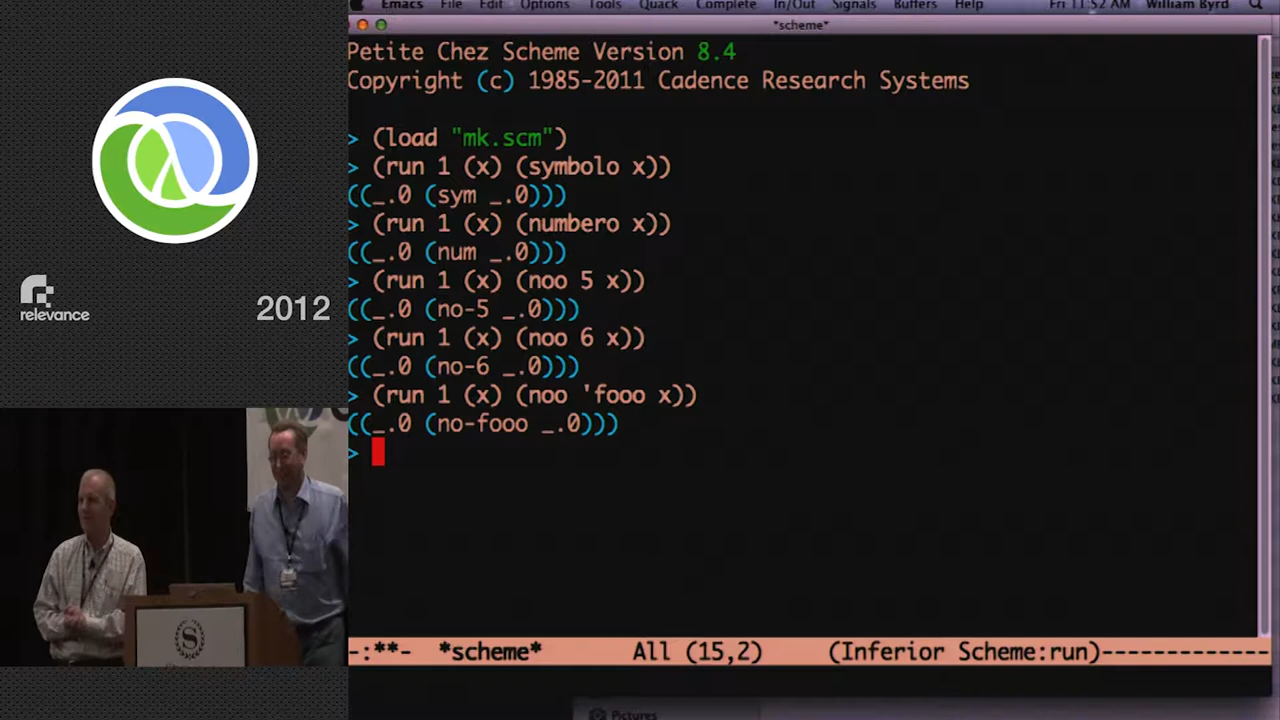 Emacs File Edit Options Tools Quack Complete In/Out Signals Buffers Help Fri 11:52 AM William Byrd
*scheme*
Petite Chez Scheme Version 8.4
Copyright (c) 1985-2011 Cadence Research Systems
> (load "mk.scm")
> (run 1 (x) (symbolo x))
((_.0 (sym _.0)))
> (run 1 (x) (numbero x))
((_.0 (num _.0)))
> (run 1 (x) (noo 5 x))
((_.0 (no-5 _.0)))
> (run 1 (x) (noo 6 x))
((_.0 (no-6 _.0)))
> (run 1 (x) (noo 'fooo x))
((_.0 (no-fooo _.0)))
>
-:**- *scheme* All (15,2) (Inferior Scheme:run)-------------
Pictures
relevance
2012
S